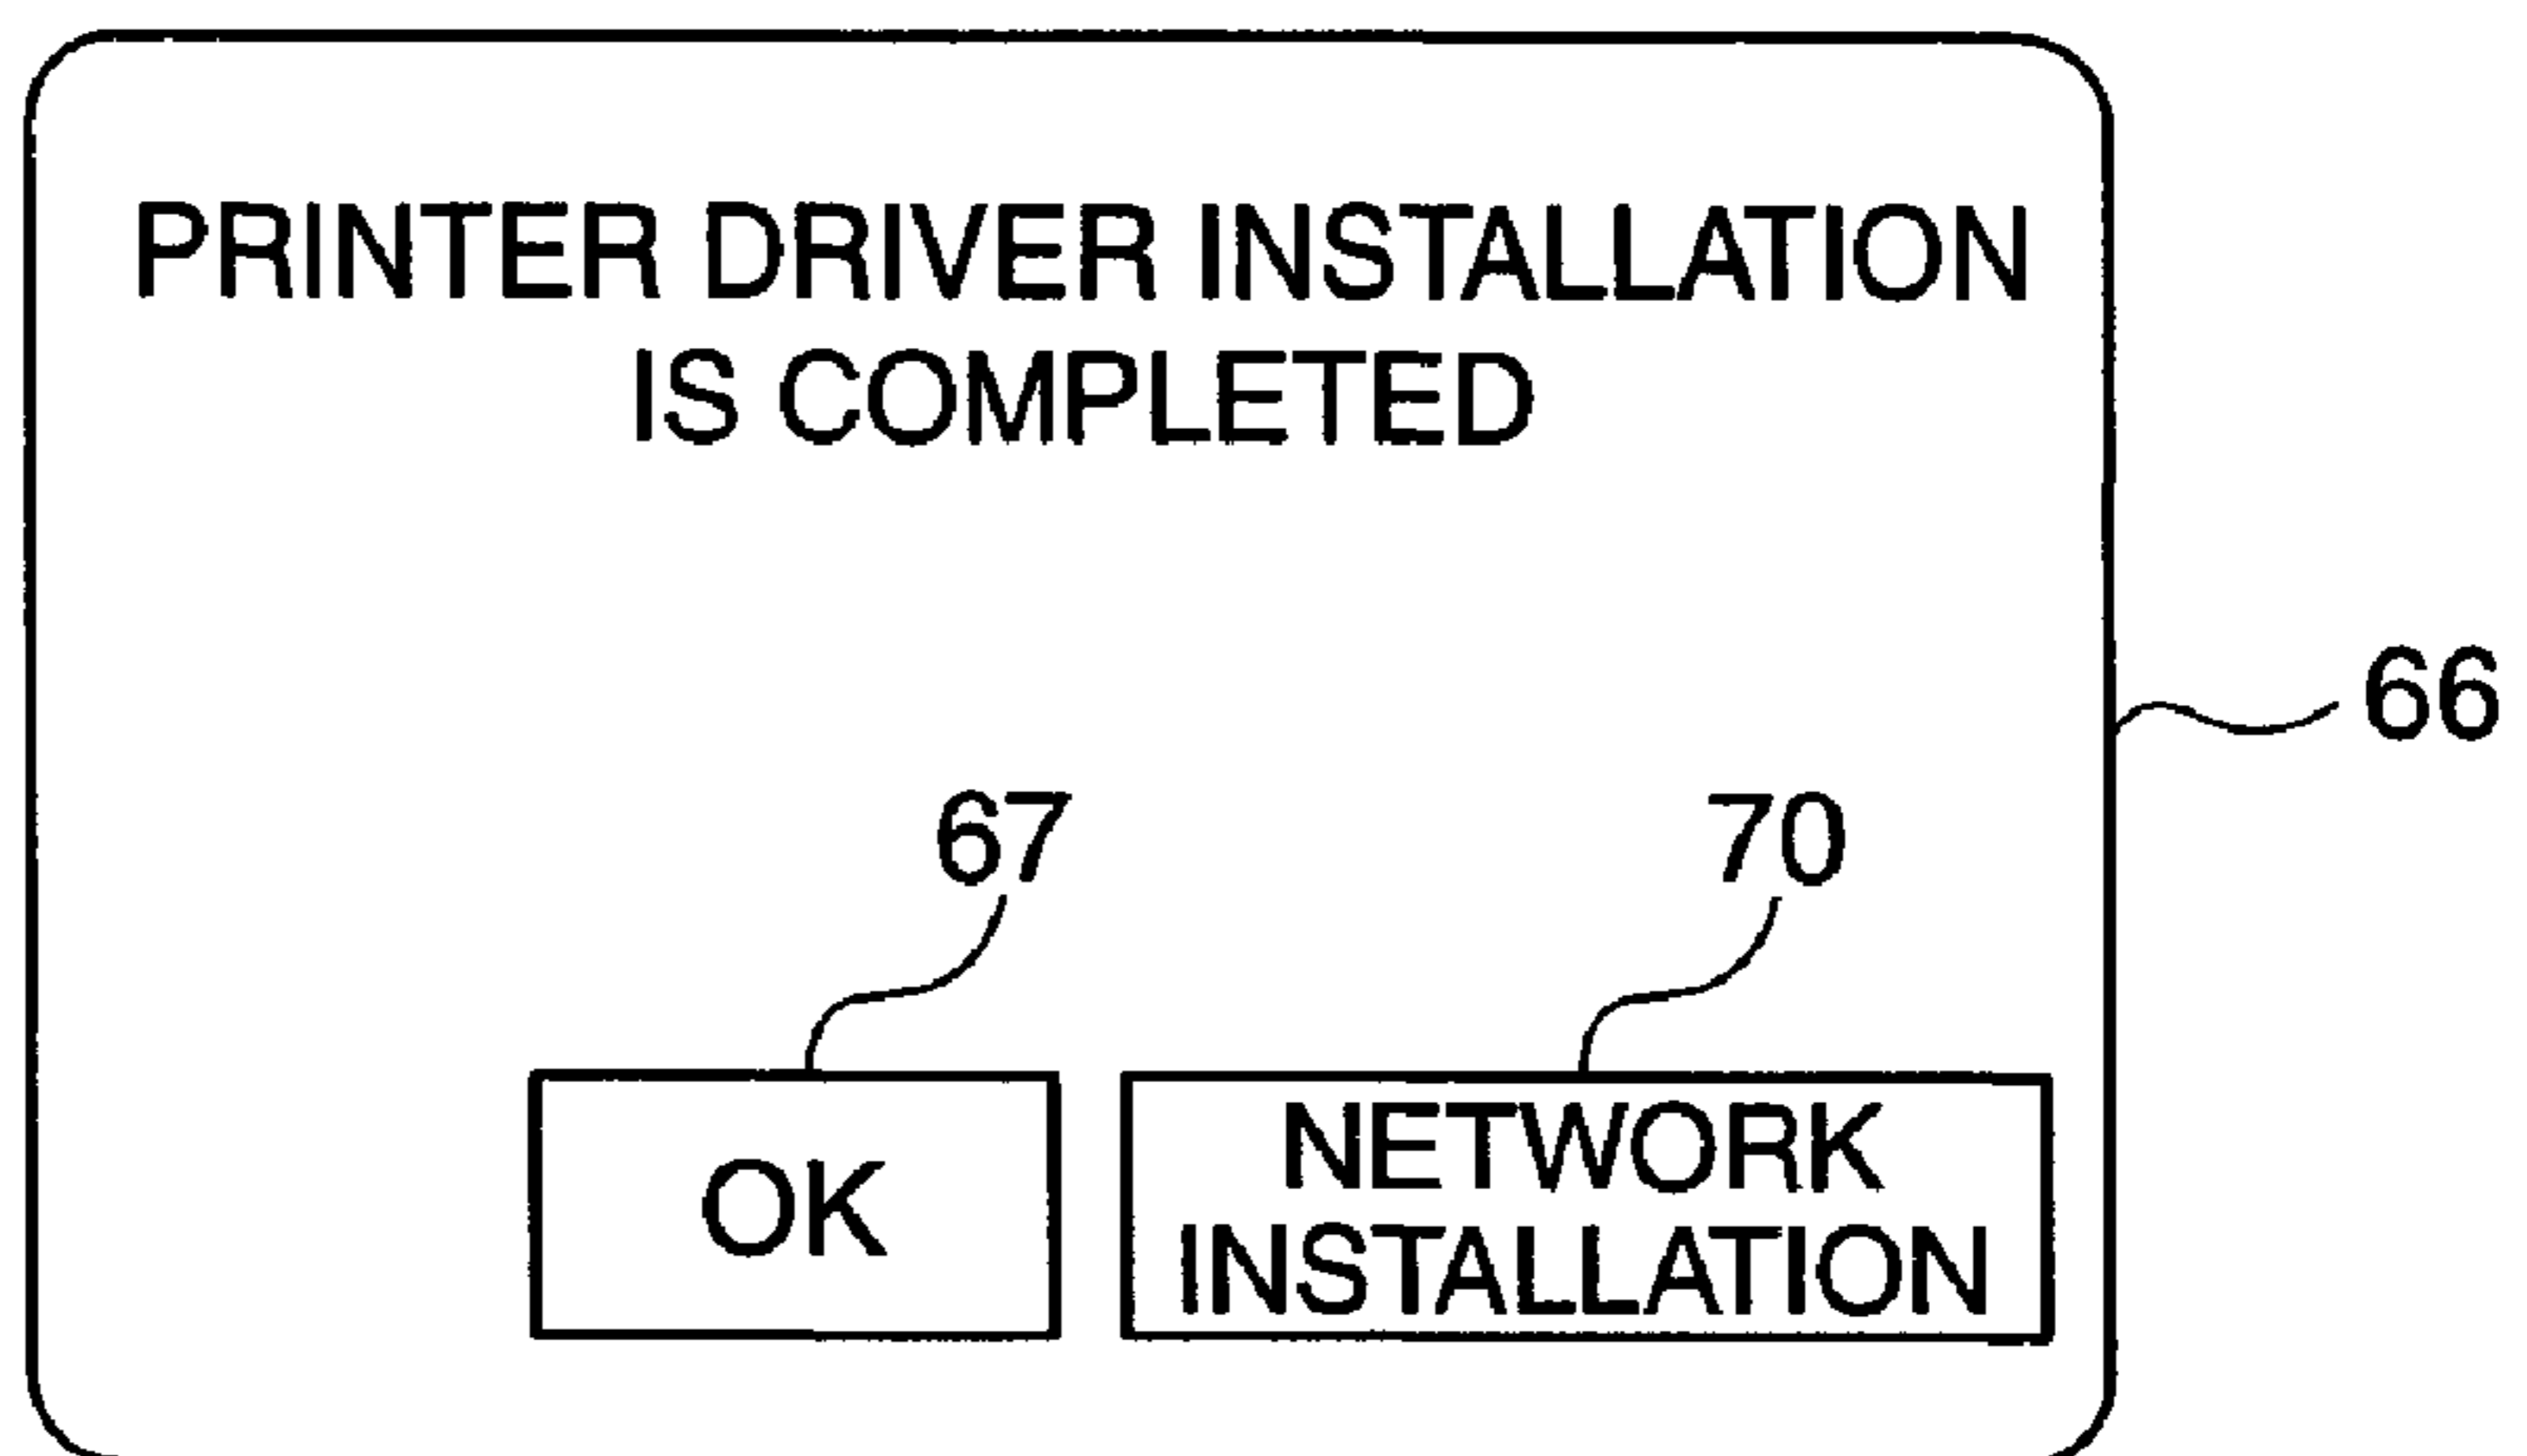 PRINTER DRIVER INSTALLATION
IS COMPLETED
66
67
70
OK
NETWORK
INSTALLATION